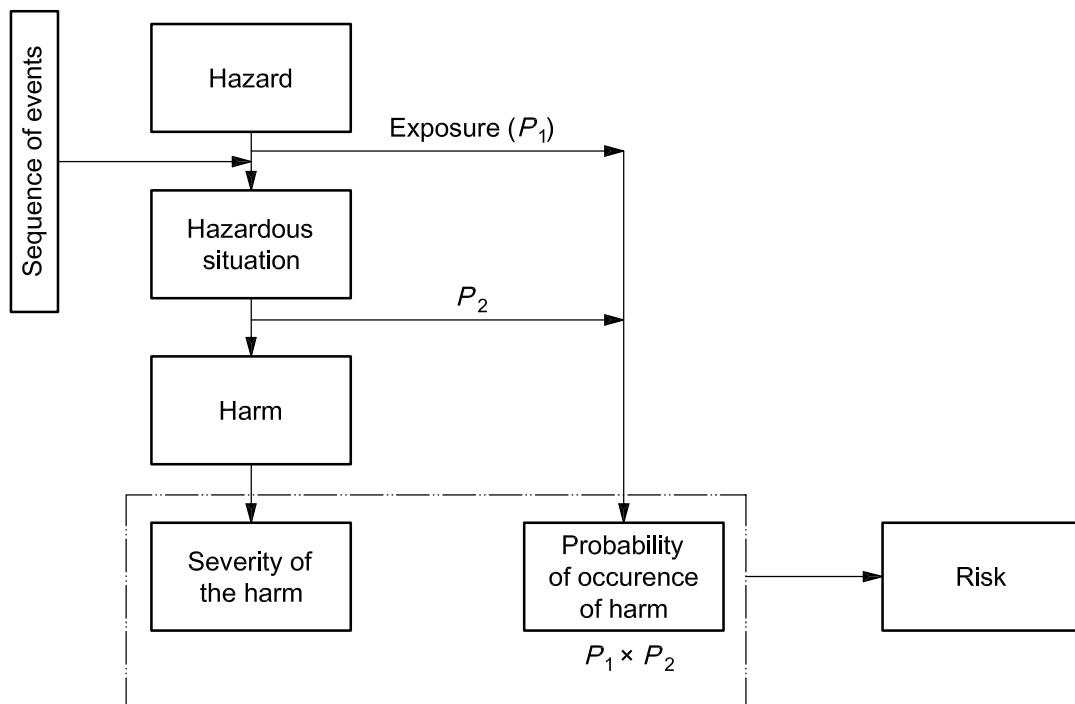 Sequence of events
Hazard
Exposure (P1)
Hazardous
situation
P2
Harm
Severity of
the harm
Probability
of occurence
of harm
Risk
P1 × P2